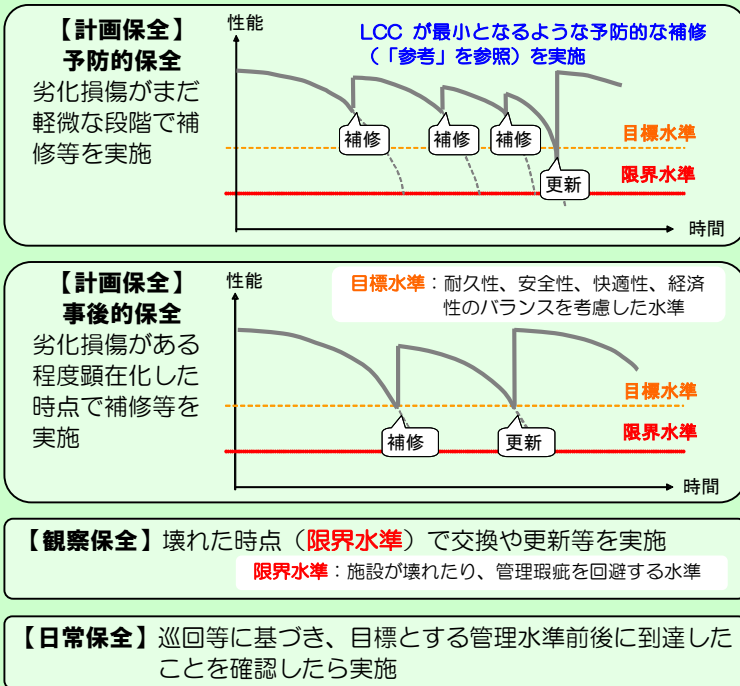 【計画保全】
予防的保全
劣化損傷がまだ
軽微な段階で補
修等を実施
性能
LCC が最小となるような予防的な補修
（「参考」を参照）を実施
補修
補修
補修
更新
目標水準
限界水準
時間
【計画保全】
事後的保全
劣化損傷がある
程度顕在化した
時点で補修等を
実施
性能
目標水準：耐久性、安全性、快適性、経済
性のバランスを考慮した水準
補修
更新
目標水準
限界水準
時間
【観察保全】壊れた時点（限界水準）で交換や更新等を実施
限界水準：施設が壊れたり、管理瑕疵を回避する水準
【日常保全】巡回等に基づき、目標とする管理水準前後に到達した
ことを確認したら実施